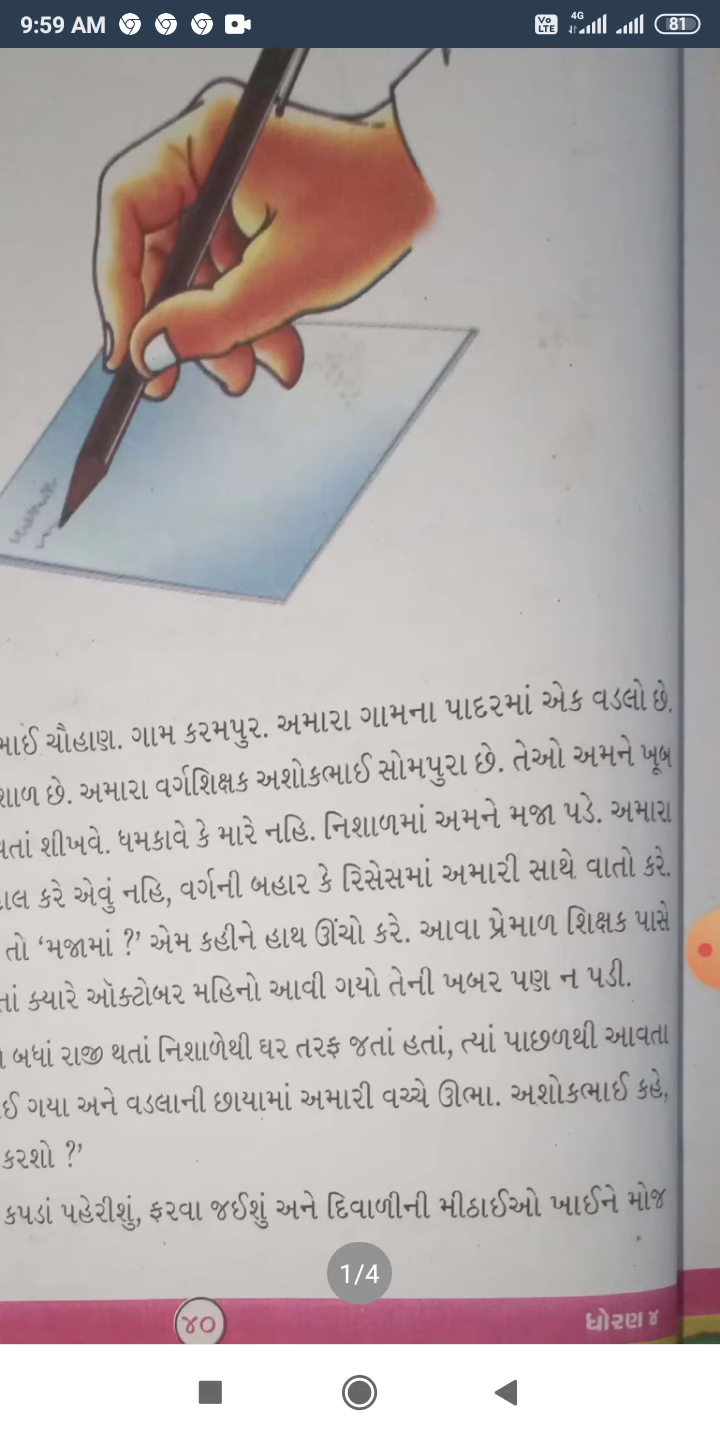 9:59 AM
Vo LTE 4G 81
ચૌહાણ. ગામ કરમપુર. અમારા ગામના પાદરમાં એક વડલો છે.
છે. અમારા વર્ગશિક્ષક અશોકભાઈ સોમપુરા છે. તેઓ અમને ખૂબ
શીખવે. ધમકાવે કે મારે નહિ. નિશાળમાં અમને મજા પડે. અમારા
કરે એવું નહિ, વર્ગની બહાર કે રિસેસમાં અમારી સાથે વાતો કરે.
તો ‘મજામાં ?’ એમ કહીને હાથ ઊંચો કરે. આવા પ્રેમાળ શિક્ષક પાસે
ક્યારે ઑક્ટોબર મહિનો આવી ગયો તેની ખબર પણ ન પડી.
બધાં રાજી થતાં નિશાળેથી ઘર તરફ જતાં હતાં, ત્યાં પાછળથી આવતા
ગયા અને વડલાની છાયામાં અમારી વચ્ચે ઊભા. અશોકભાઈ કહે,
કરશો ?’
કપડાં પહેરીશું, ફરવા જઈશું અને દિવાળીની મીઠાઈઓ ખાઈને મોજ
1/4
૪૦
ધોરણ ૪